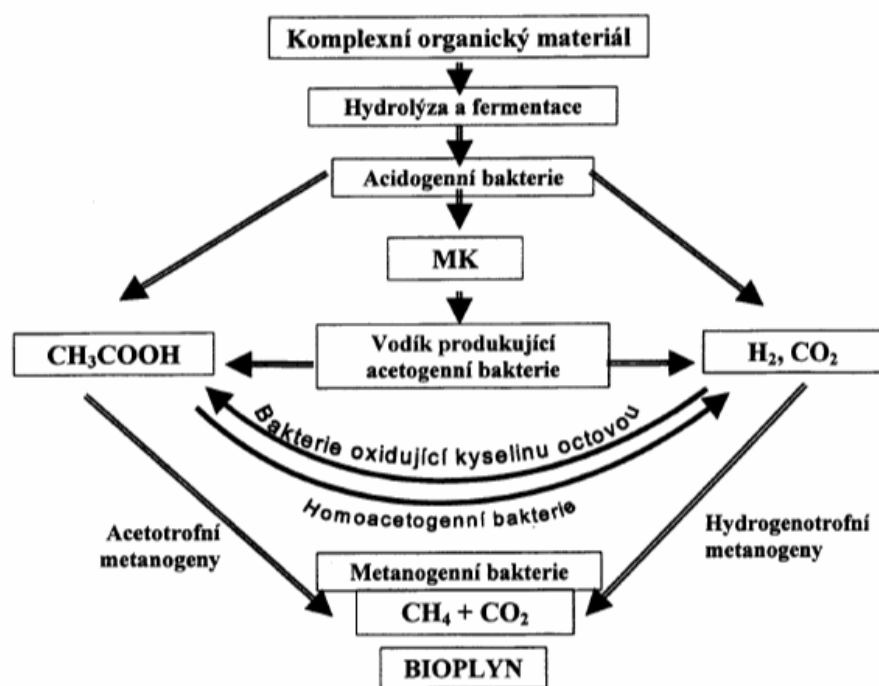 Komplexní organický materiál
Hydrolýza a fermentace
Acidogenní bakterie
MK
CH₃COOH
Vodík produkující
acetogenní bakterie
H₂, CO₂
Bakterie oxidující kyselinu octovou
Homoacetogenní bakterie
Acetotrofní
metanogeny
Hydrogenotrofní
metanogeny
Metanogenní bakterie
CH₄ + CO₂
BIOPLYN